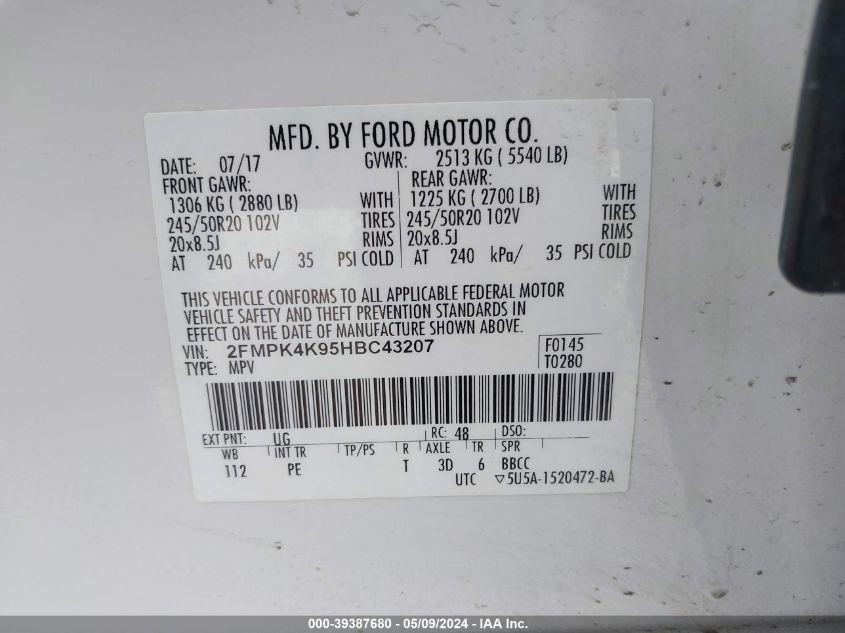 MFD. BY FORD MOTOR CO.
DATE: 07/17 GVWR: 2513 KG ( 5540 LB)
FRONT GAWR: REAR GAWR:
1306 KG ( 2880 LB) WITH 1225 KG ( 2700 LB) WITH
245/50R20 102V TIRES 245/50R20 102V TIRES
20x8.5J RIMS 20x8.5J RIMS
AT 240 kPa/ 35 PSI COLD AT 240 kPa/ 35 PSI COLD
THIS VEHICLE CONFORMS TO ALL APPLICABLE FEDERAL MOTOR
VEHICLE SAFETY AND THEFT PREVENTION STANDARDS IN
EFFECT ON THE DATE OF MANUFACTURE SHOWN ABOVE.
VIN: 2FMPK4K95HBC43207 F0145
TYPE: MPV T0280
EXT PNT: UG RC: 48 DSO:
WB INT TR TP/PS R AXLE TR SPR
112 PE T 3D 6 BBCC
UTC ▽5U5A-1520472-BA
000-39387680 - 05/09/2024 - IAA Inc.